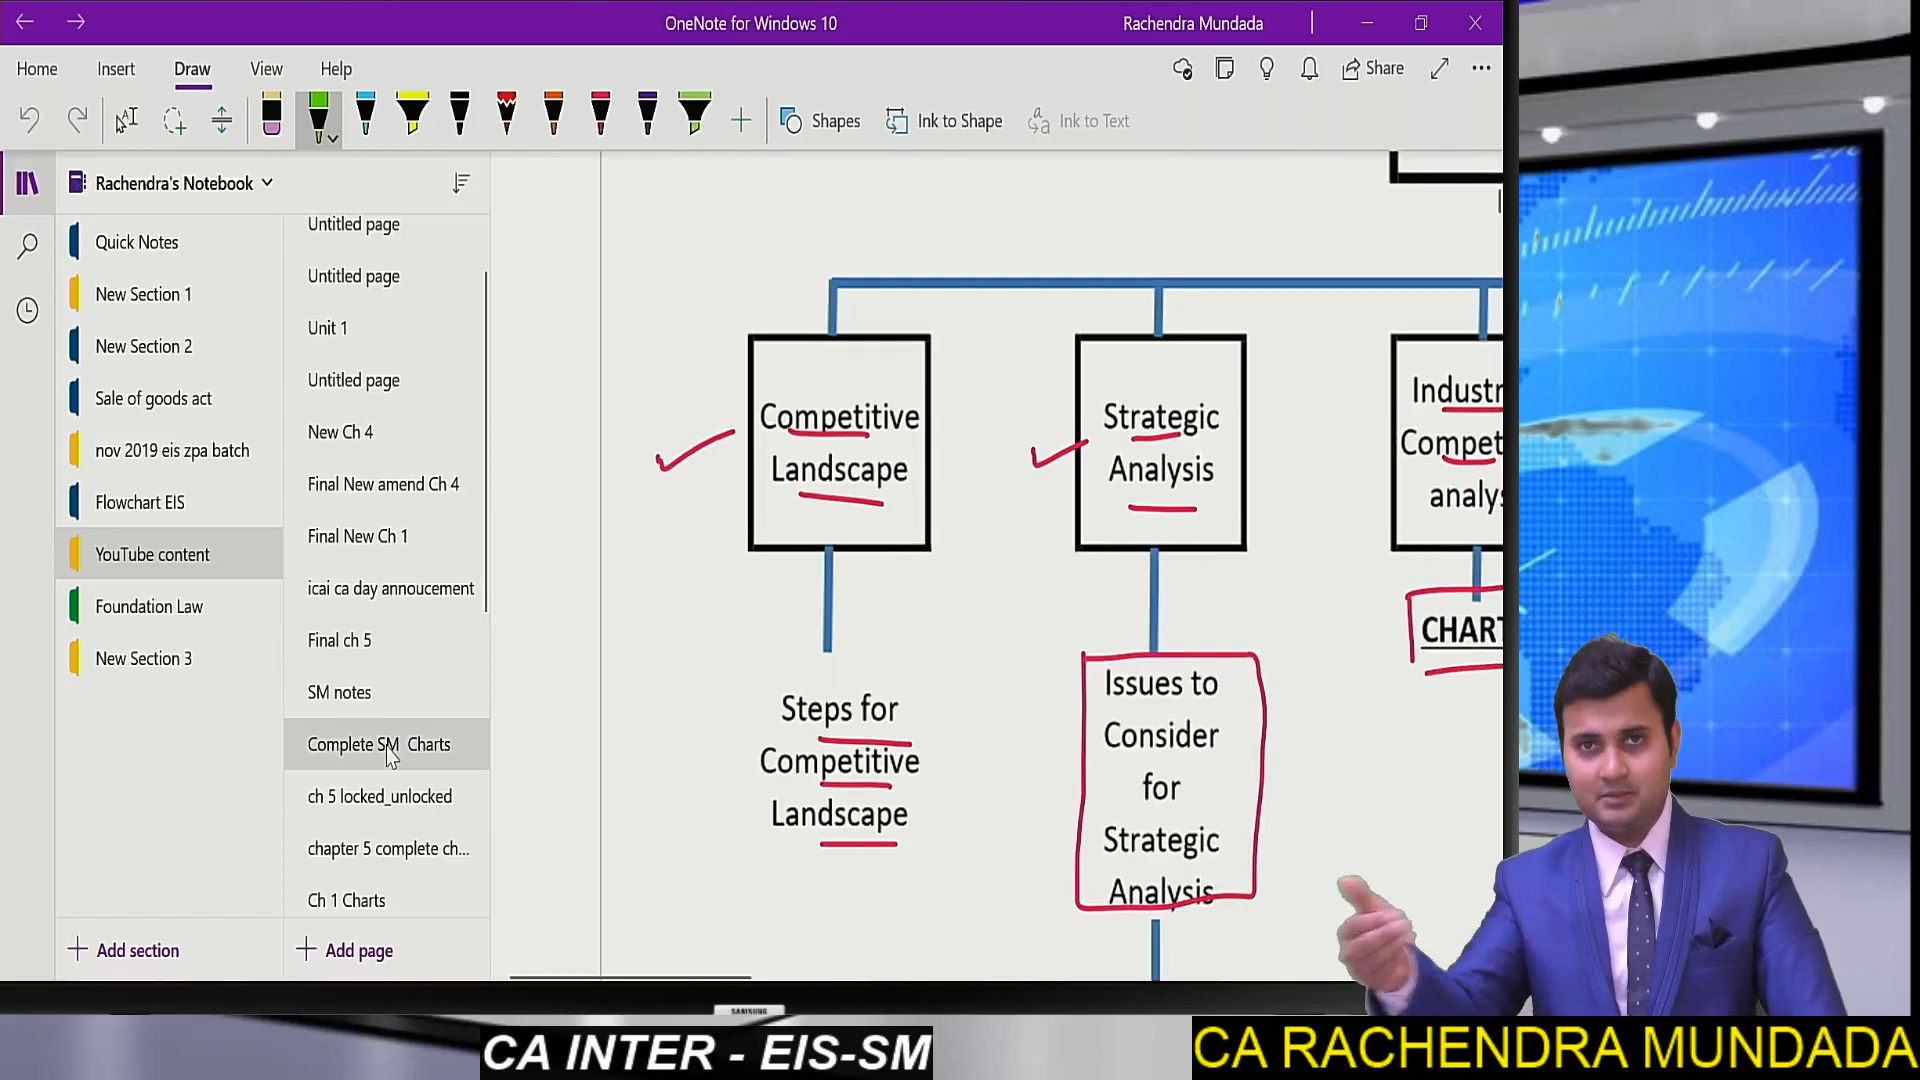 OneNote for Windows 10
Rachendra Mundada
Home Insert Draw View Help
Share
Shapes
Ink to Shape
Ink to Text
Rachendra's Notebook
Quick Notes
New Section 1
New Section 2
Sale of goods act
nov 2019 eis zpa batch
Flowchart EIS
YouTube content
Foundation Law
New Section 3
Add section
Untitled page
Untitled page
Unit 1
Untitled page
New Ch 4
Final New amend Ch 4
Final New Ch 1
icai ca day annoucement
Final ch 5
SM notes
Complete SM Charts
ch 5 locked_unlocked
chapter 5 complete ch...
Ch 1 Charts
Add page
Competitive
Landscape
Steps for
Competitive
Landscape
Strategic
Analysis
Issues to
Consider
for
Strategic
Analysis
Industr
Compet
analys
CHART
SAMSUNG
CA INTER - EIS-SM
CA RACHENDRA MUNDADA